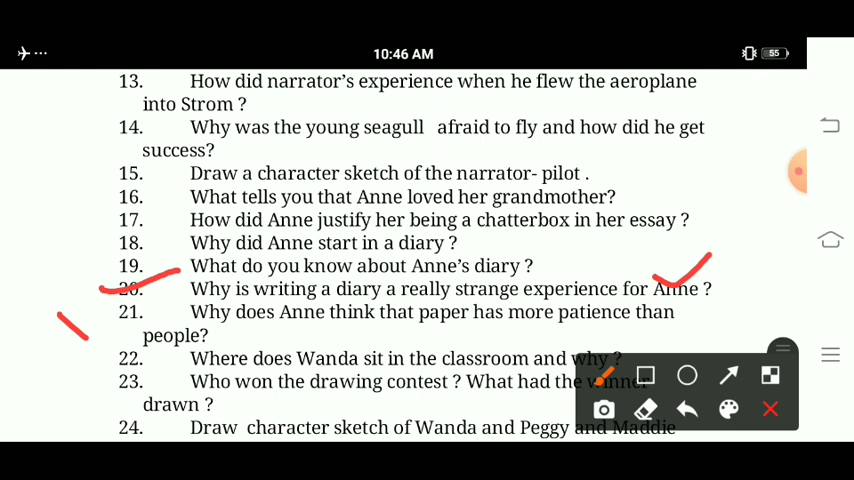 10:46 AM
55
13. How did narrator's experience when he flew the aeroplane
into Strom ?
14. Why was the young seagull afraid to fly and how did he get
success?
15. Draw a character sketch of the narrator- pilot .
16. What tells you that Anne loved her grandmother?
17. How did Anne justify her being a chatterbox in her essay ?
18. Why did Anne start in a diary ?
19. What do you know about Anne's diary ?
20. Why is writing a diary a really strange experience for Anne ?
21. Why does Anne think that paper has more patience than
people?
22. Where does Wanda sit in the classroom and why ?
23. Who won the drawing contest ? What had the winner
drawn ?
24. Draw character sketch of Wanda and Peggy and Maddie